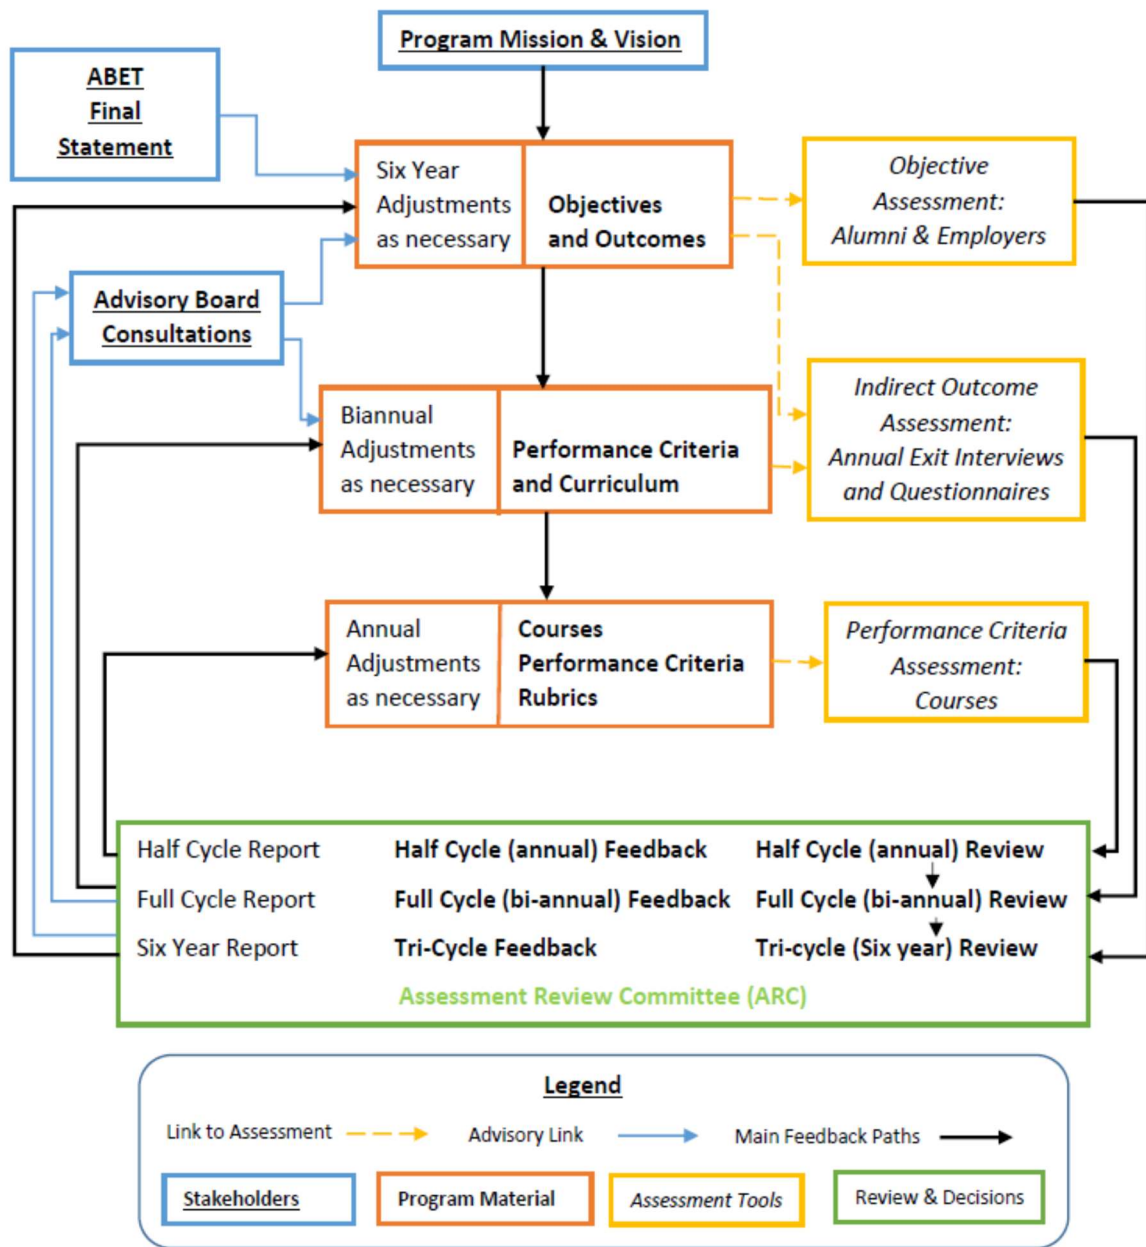 Program Mission & Vision
ABET
Final
Statement
Six Year
Adjustments
as necessary
Objectives
and Outcomes
Objective
Assessment:
Alumni & Employers
Advisory Board
Consultations
Biannual
Adjustments
as necessary
Performance Criteria
and Curriculum
Indirect Outcome
Assessment:
Annual Exit Interviews
and Questionnaires
Annual
Adjustments
as necessary
Courses
Performance Criteria
Rubrics
Performance Criteria
Assessment:
Courses
Half Cycle Report
Half Cycle (annual) Feedback
Half Cycle (annual) Review
Full Cycle Report
Full Cycle (bi-annual) Feedback
Full Cycle (bi-annual) Review
Six Year Report
Tri-Cycle Feedback
Tri-cycle (Six year) Review
Assessment Review Committee (ARC)
Legend
Link to Assessment
Advisory Link
Main Feedback Paths
Stakeholders
Program Material
Assessment Tools
Review & Decisions